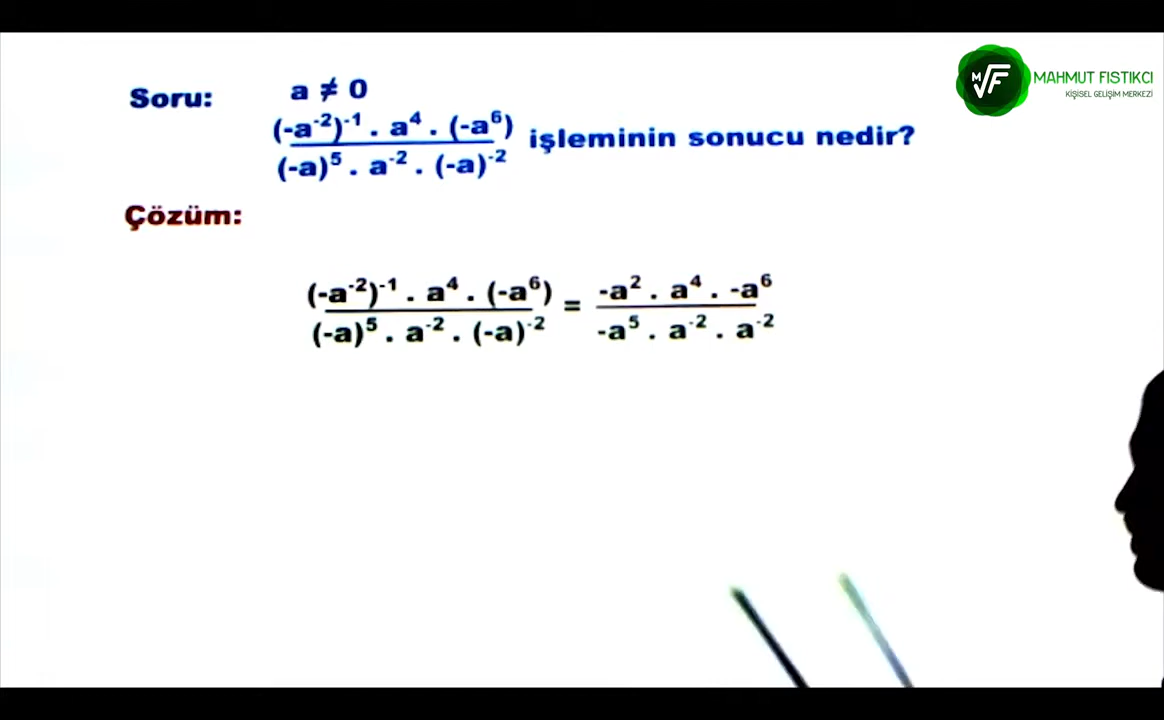 MAHMUT FISTIKCI
KİŞİSEL GELİŞİM MERKEZİ
Soru: a ≠ 0
(-a⁻²)⁻¹ . a⁴ . (-a⁶) işleminin sonucu nedir?
(-a)⁵ . a⁻² . (-a)⁻²
Çözüm:
(-a⁻²)⁻¹ . a⁴ . (-a⁶) = -a² . a⁴ . -a⁶
(-a)⁵ . a⁻² . (-a)⁻² -a⁵ . a⁻² . a⁻²